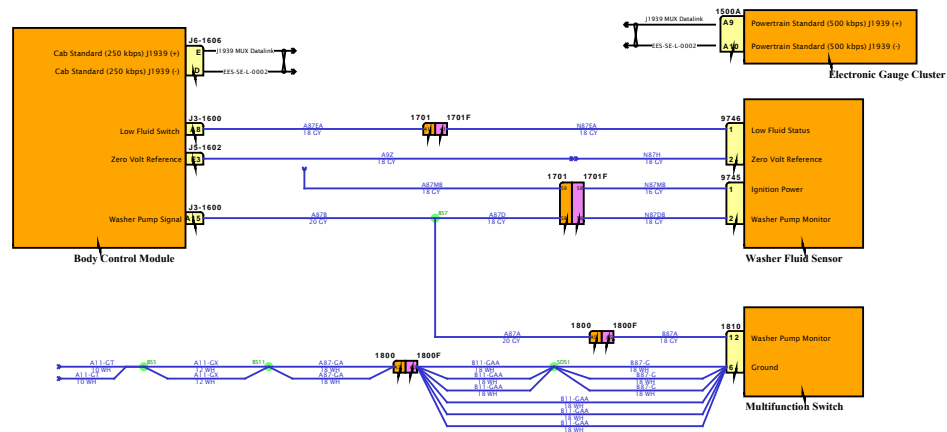 1500A
J1939 MUX Datalink
A9
Powertrain Standard (500 kbps) J1939 (+)
EES-SE-L-0002
A10
Powertrain Standard (500 kbps) J1939 (-)
Electronic Gauge Cluster
J6-1606
Cab Standard (250 kbps) J1939 (+)
E
J1939 MUX Datalink
Cab Standard (250 kbps) J1939 (-)
D
EES-SE-L-0002
J3-1600
Low Fluid Switch
A8
A87EA
18 GY
1701
1701F
N87EA
18 GY
9746
1
Low Fluid Status
J5-1602
Zero Volt Reference
E3
A9Z
18 GY
N87H
18 GY
2
Zero Volt Reference
9745
A87MB
18 GY
1701
1701F
S9
S9
N87MB
16 GY
1
Ignition Power
J3-1600
Washer Pump Signal
A15
A87B
20 GY
BS7
A87D
18 GY
N87DB
18 GY
2
Washer Pump Monitor
Body Control Module
Washer Fluid Sensor
1810
A87A
20 GY
1800
1800F
B87A
18 GY
12
Washer Pump Monitor
A11-GT
10 WH
BS5
A11-GX
12 WH
BS11
A87-GA
18 WH
1800
1800F
B11-GAA
18 WH
SD51
B87-G
18 WH
6
Ground
A11-GT
10 WH
A11-GX
12 WH
A87-GA
18 WH
B11-GAA
18 WH
B87-G
18 WH
B11-GAA
18 WH
B87-G
18 WH
B11-GAA
18 WH
B11-GAA
18 WH
B11-GAA
18 WH
Multifunction Switch